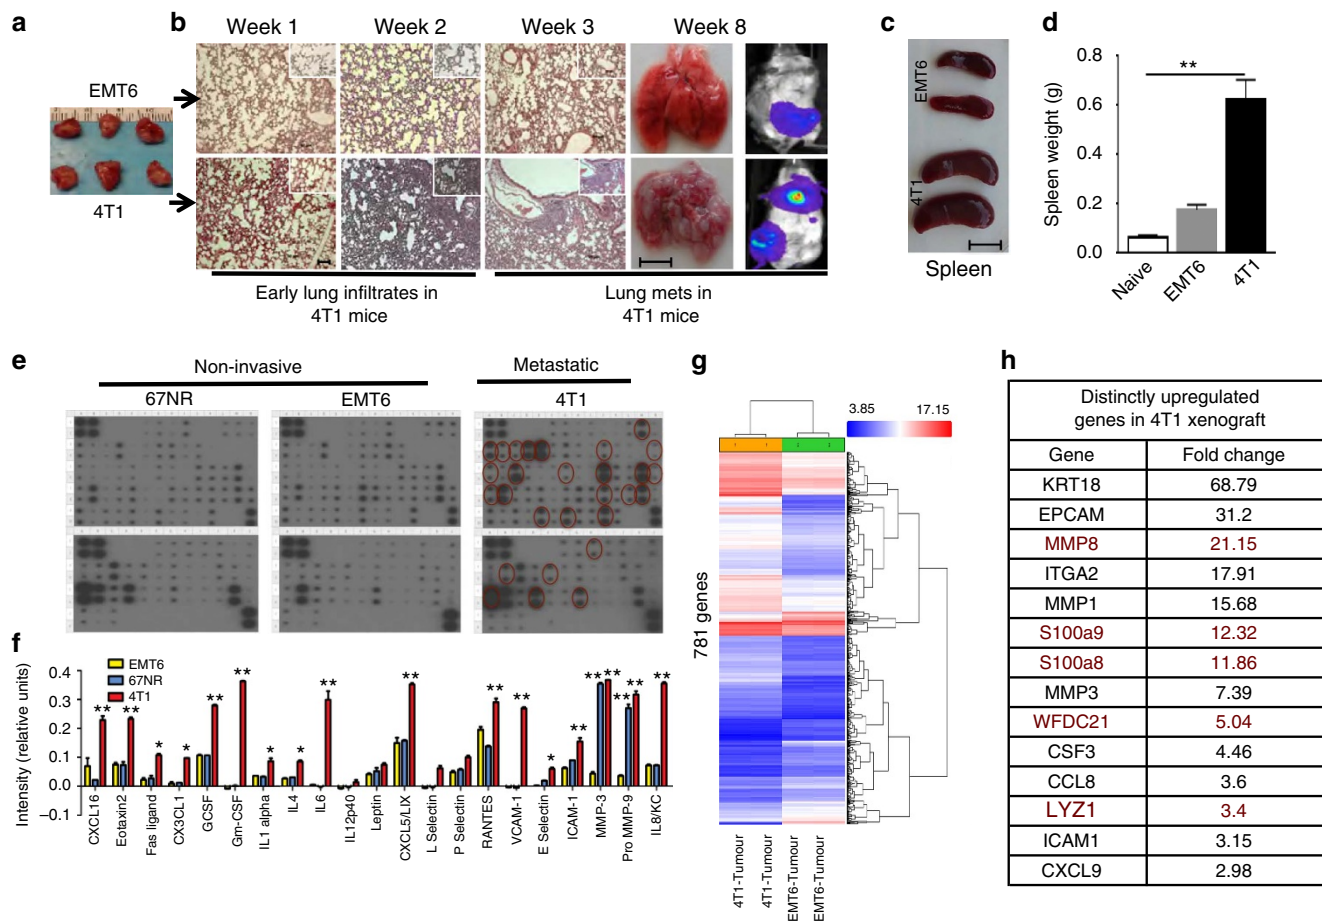 a
EMT6
4T1
b
Week 1
Week 2
Week 3
Week 8
Early lung infiltrates in
4T1 mice
Lung mets in
4T1 mice
c
EMT6
4T1
Spleen
d
Spleen weight (g)
0.8
0.6
0.4
0.2
0.0
**
Naive
EMT6
4T1
e
Non-invasive
Metastatic
67NR
EMT6
4T1
f
Intensity (relative units)
0.4
0.3
0.2
0.1
0.0
–0.1
EMT6
67NR
4T1
** ** * * ** ** * * ** ** ** ** * ** ** ** ** ** **
CXCL16
Eotaxin2
Fas ligand
CX3CL1
GCSF
Gm-CSF
IL1 alpha
IL4
IL6
IL12p40
Leptin
CXCL5/LIX
L Selectin
P Selectin
RANTES
VCAM-1
E Selectin
ICAM-1
MMP-3
Pro MMP-9
IL8/KC
g
3.85
17.15
781 genes
4T1-Tumour
4T1-Tumour
EMT6-Tumour
EMT6-Tumour
h
Distinctly upregulated
genes in 4T1 xenograft
Gene Fold change
KRT18 68.79
EPCAM 31.2
MMP8 21.15
ITGA2 17.91
MMP1 15.68
S100a9 12.32
S100a8 11.86
MMP3 7.39
WFDC21 5.04
CSF3 4.46
CCL8 3.6
LYZ1 3.4
ICAM1 3.15
CXCL9 2.98